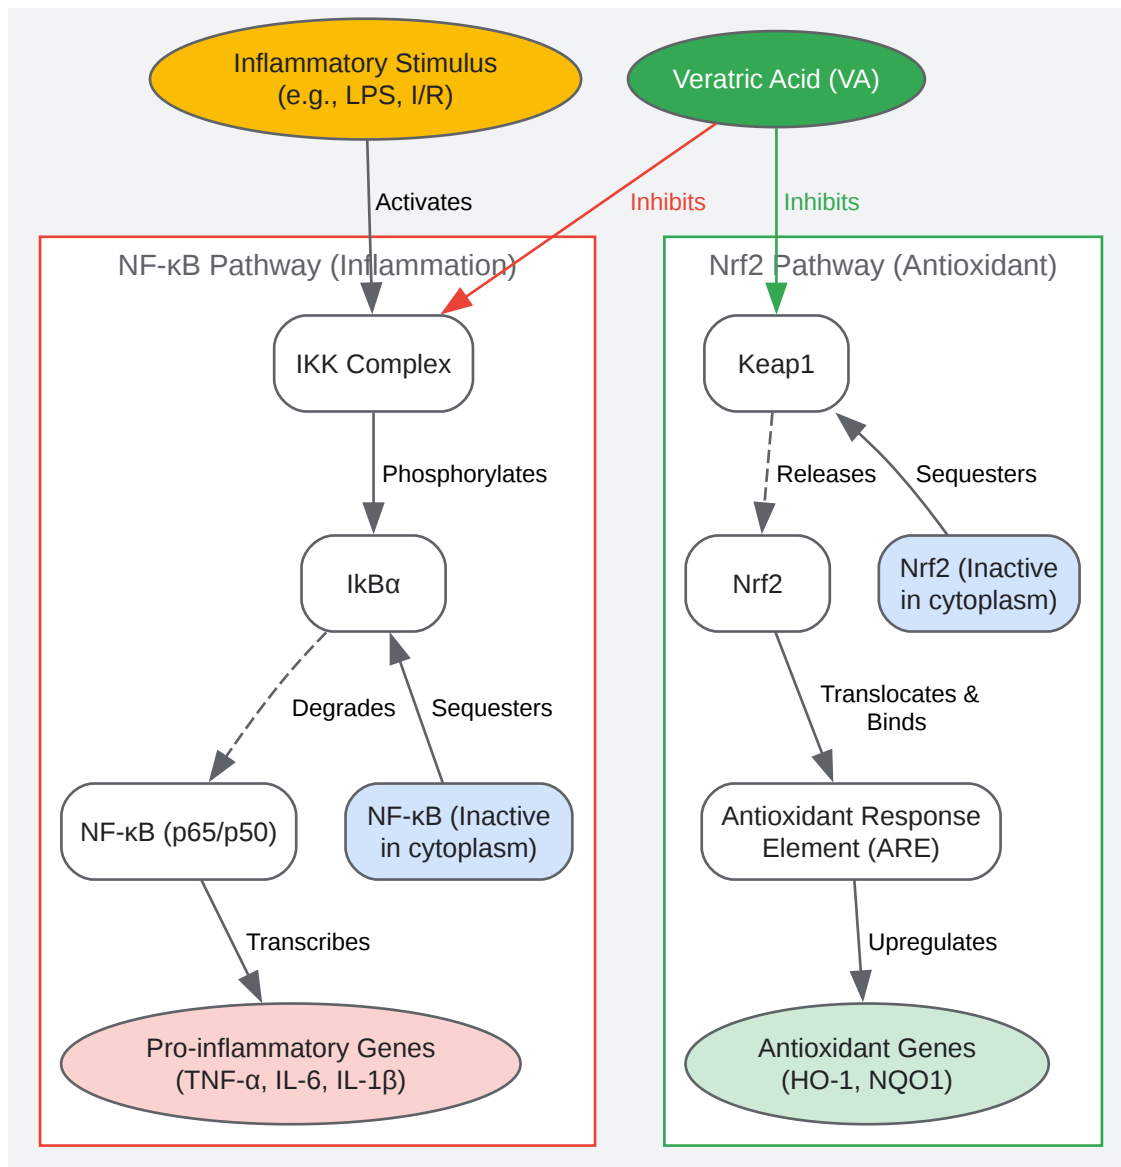 Inflammatory Stimulus
(e.g., LPS, I/R)
Veratric Acid (VA)
Activates
Inhibits
Inhibits
NF-κB Pathway (Inflammation)
Nrf2 Pathway (Antioxidant)
IKK Complex
Keap1
Phosphorylates
Releases
Sequesters
IkBα
Nrf2
Nrf2 (Inactive
in cytoplasm)
Degrades
Sequesters
Translocates &
Binds
NF-κB (p65/p50)
NF-κB (Inactive
in cytoplasm)
Antioxidant Response
Element (ARE)
Transcribes
Upregulates
Pro-inflammatory Genes
(TNF-α, IL-6, IL-1β)
Antioxidant Genes
(HO-1, NQO1)